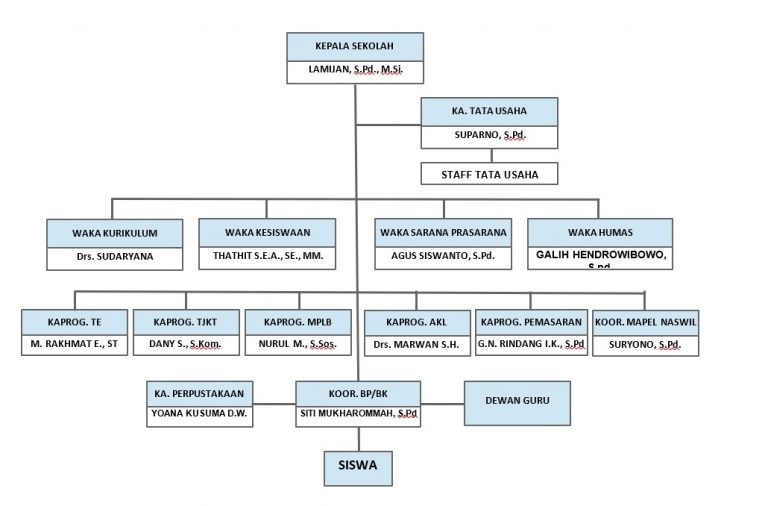 KEPALA SEKOLAH
LAMIJAN, S.Pd., M.Si.
KA. TATA USAHA
SUPARNO, S.Pd.
STAFF TATA USAHA
WAKA KURIKULUM
Drs. SUDARYANA
WAKA KESISWAAN
THATHIT S.E.A., SE., MM.
WAKA SARANA PRASARANA
AGUS SISWANTO, S.Pd.
WAKA HUMAS
GALIH HENDROWIBOWO,
S.pd
KAPROG. TE
M. RAKHMAT E., ST
KAPROG. TJKT
DANY S., S.Kom.
KAPROG. MPLB
NURUL M., S.Sos.
KAPROG. AKL
Drs. MARWAN S.H.
KAPROG. PEMASARAN
G.N. RINDANG I.K., S.Pd
KOOR. MAPEL NASWIL
SURYONO, S.Pd.
KA. PERPUSTAKAAN
YOANA KUSUMA D.W.
KOOR. BP/BK
SITI MUKHAROMMAH, S.Pd
DEWAN GURU
SISWA